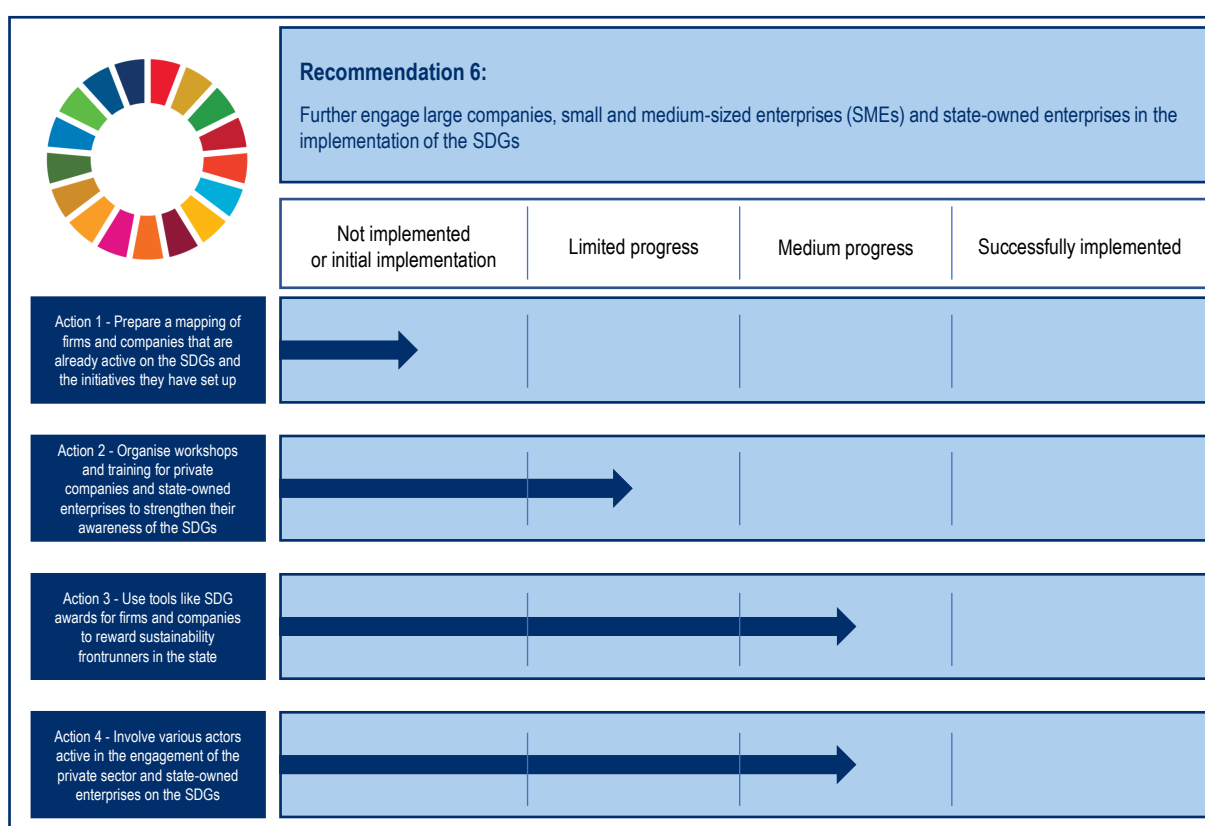 Recommendation 6:
Further engage large companies, small and medium-sized enterprises (SMEs) and state-owned enterprises in the
implementation of the SDGs
Not implemented
or initial implementation
Limited progress
Medium progress
Successfully implemented
Action 1 - Prepare a mapping of
firms and companies that are
already active on the SDGs and
the initiatives they have set up
Action 2 - Organise workshops
and training for private
companies and state-owned
enterprises to strengthen their
awareness of the SDGs
Action 3 - Use tools like SDG
awards for firms and companies
to reward sustainability
frontrunners in the state
Action 4 - Involve various actors
active in the engagement of the
private sector and state-owned
enterprises on the SDGs